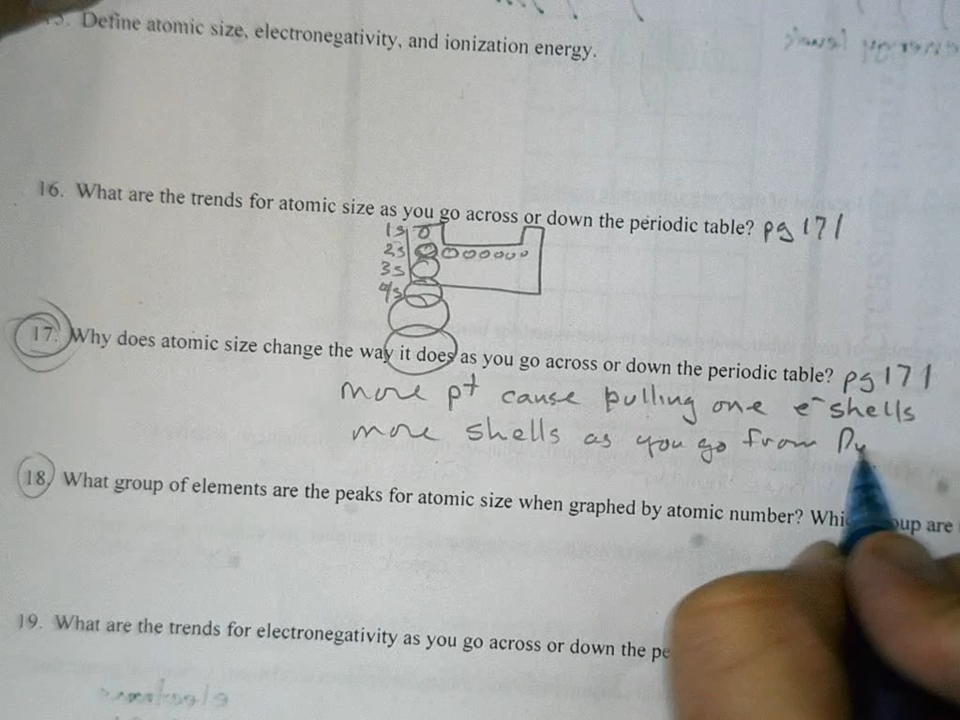 15. Define atomic size, electronegativity, and ionization energy.
16. What are the trends for atomic size as you go across or down the periodic table? pg 171
1s
2s
3s
4s
17. Why does atomic size change the way it does as you go across or down the periodic table? pg 171
more p+ cause pulling one e- shells
more shells as you go from
18. What group of elements are the peaks for atomic size when graphed by atomic number? are
19. What are the trends for electronegativity as you go across or down the